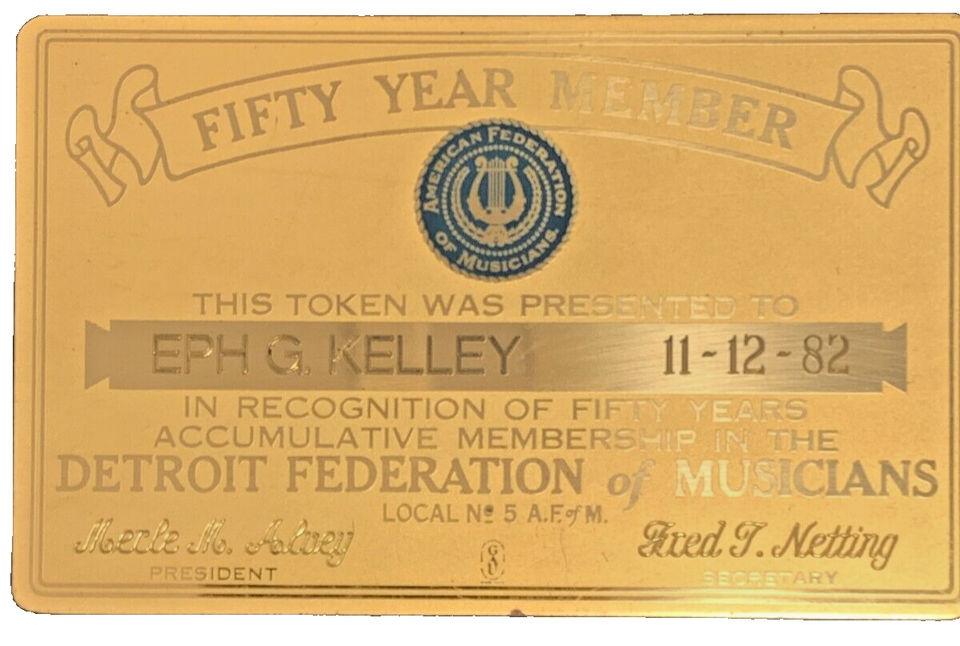 FIFTY YEAR MEMBER
AMERICAN FEDERATION
OF MUSICIANS.
THIS TOKEN WAS PRESENTED TO
EPH G. KELLEY 11-12-82
IN RECOGNITION OF FIFTY YEARS
ACCUMULATIVE MEMBERSHIP IN THE
DETROIT FEDERATION of MUSICIANS
LOCAL Nº 5 A.F. of M.
Merle M. Alvey Fred T. Netting
PRESIDENT SECRETARY